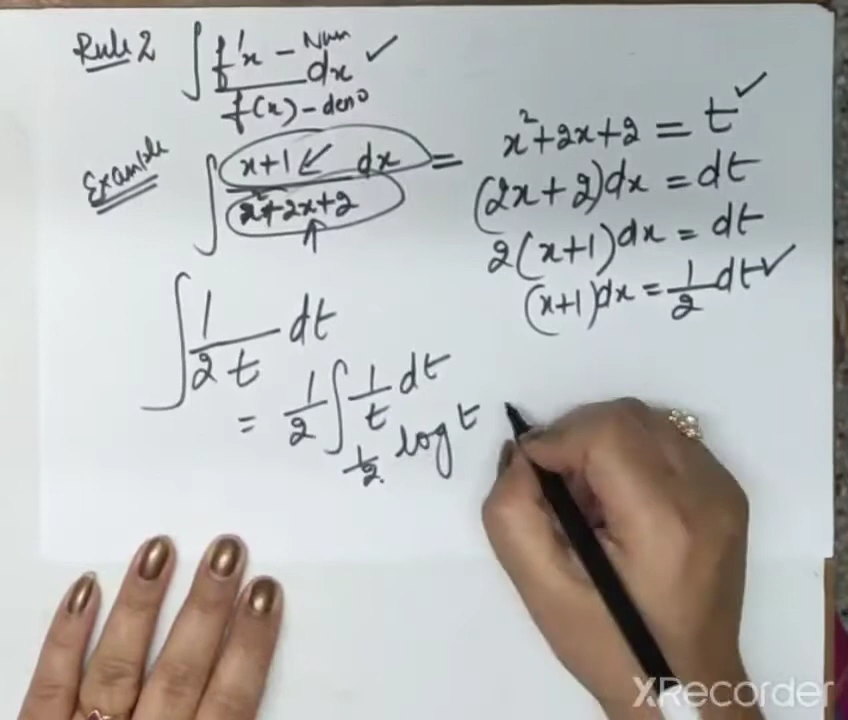 Rule 2 ∫ f'x – Num
dx ✓
f(x) – deno
Example ∫ x+1 dx =
x²+2x+2
x²+2x+2 = t ✓
(2x+2)dx = dt
2(x+1)dx = dt
(x+1)dx = 1/2 dt ✓
∫ 1/2t dt
= 1/2 ∫ 1/t dt
1/2 log t
XRecorder